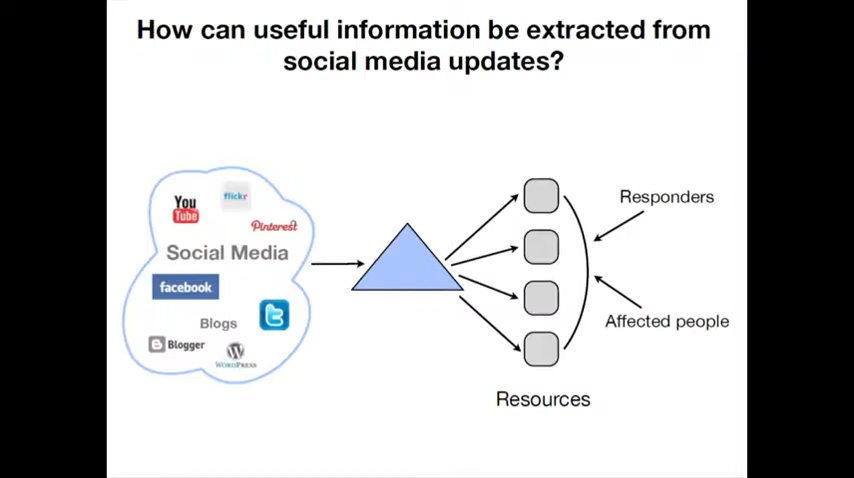 How can useful information be extracted from
social media updates?
You
Tube
flickr
Pinterest
Social Media
facebook
Blogs
Blogger
WORDPRESS
Responders
Affected people
Resources